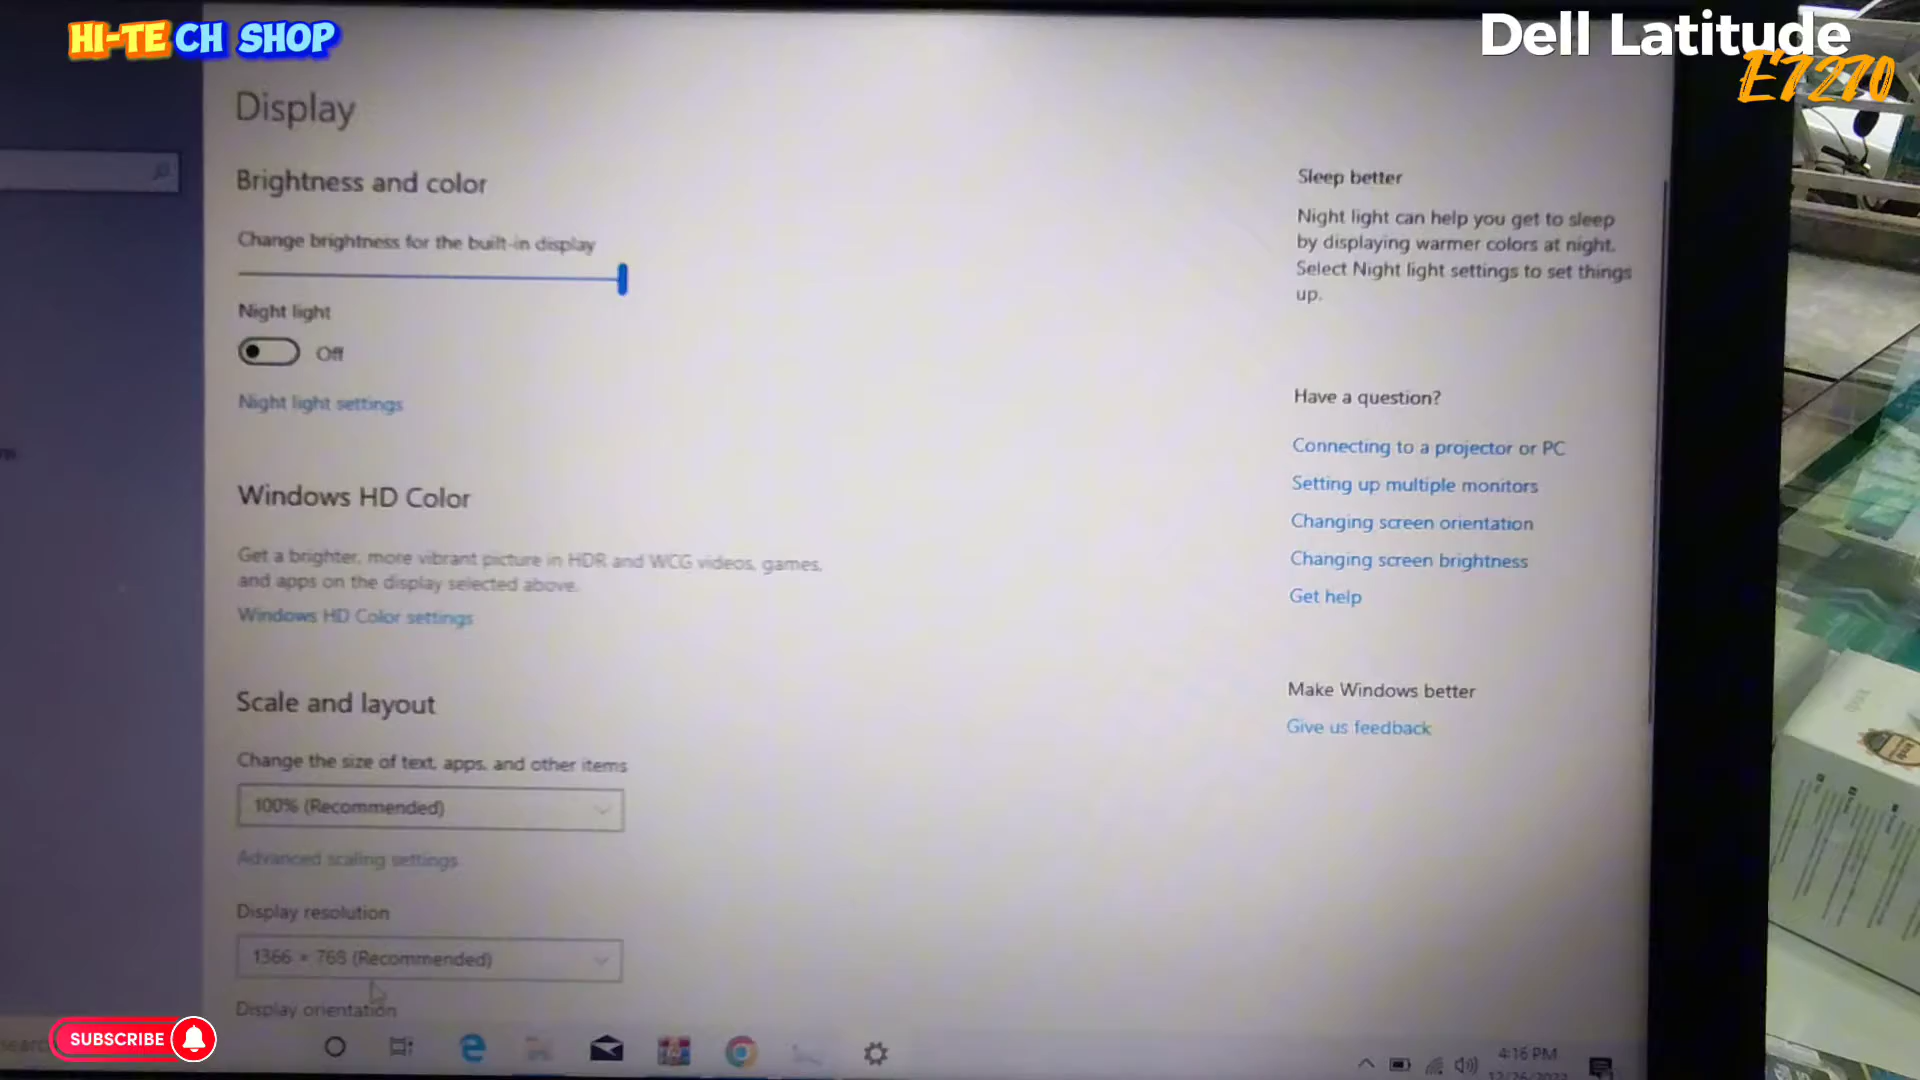 HI-TECH SHOP
Dell Latitude
E7270
Display
Brightness and color
Change brightness for the built-in display
Night light
Off
Night light settings
Windows HD Color
Get a brighter, more vibrant picture in HDR and WCG videos, games,
and apps on the display selected above.
Windows HD Color settings
Scale and layout
Change the size of text, apps, and other items
100% (Recommended)
Advanced scaling settings
Display resolution
1366 × 768 (Recommended)
Display orientation
Sleep better
Night light can help you get to sleep
by displaying warmer colors at night.
Select Night light settings to set things
up.
Have a question?
Connecting to a projector or PC
Setting up multiple monitors
Changing screen orientation
Changing screen brightness
Get help
Make Windows better
Give us feedback
SUBSCRIBE
4:16 PM